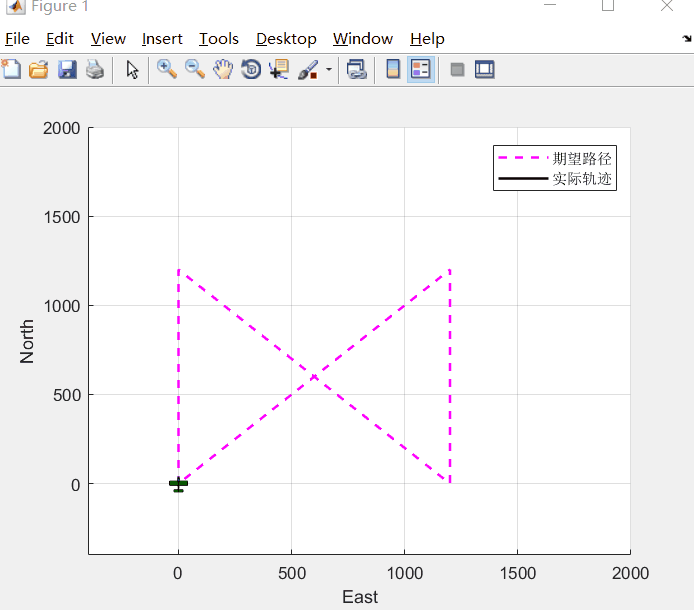 Figure 1
File Edit View Insert Tools Desktop Window Help
2000
期望路径
实际轨迹
1500
1000
North
500
0
0 500 1000 1500 2000
East